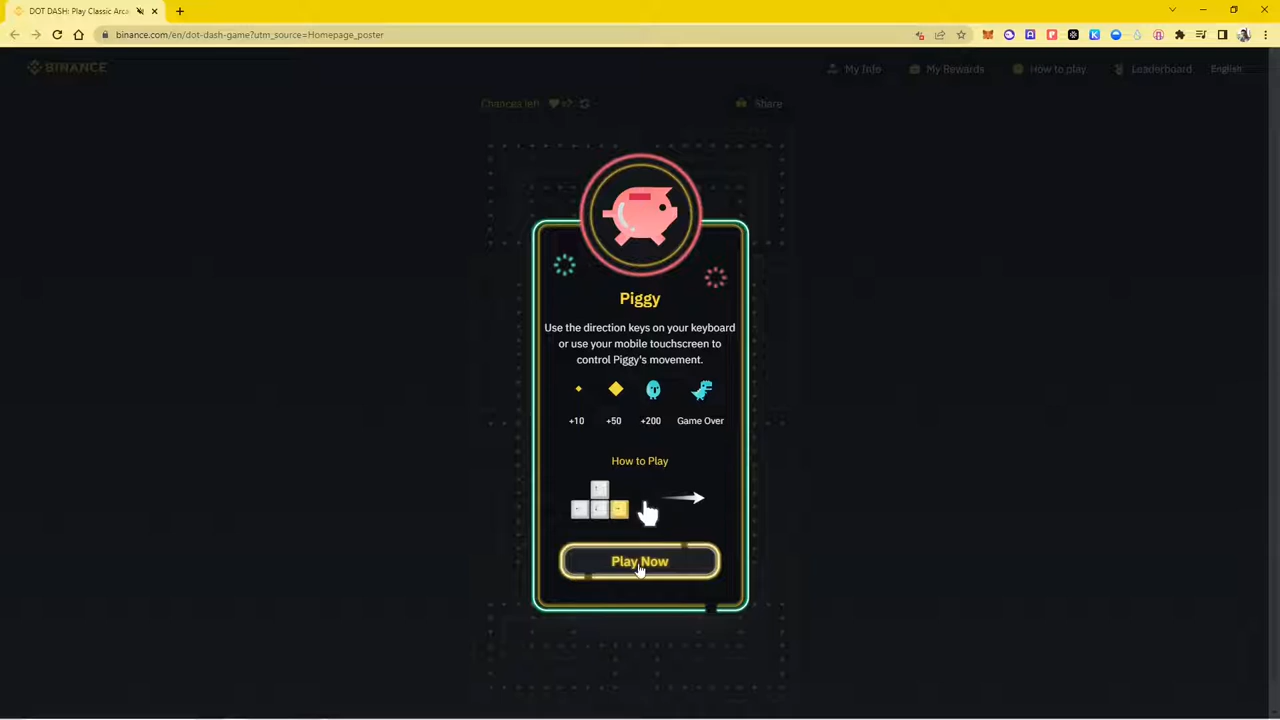 DOT DASH: Play Classic Arca
binance.com/en/dot-dash-game?utm_source=Homepage_poster
BINANCE
My Info
My Rewards
How to play
Leaderboard
English
Chances left
Share
Piggy
Use the direction keys on your keyboard
or use your mobile touchscreen to
control Piggy's movement.
+10
+50
+200
Game Over
How to Play
Play Now